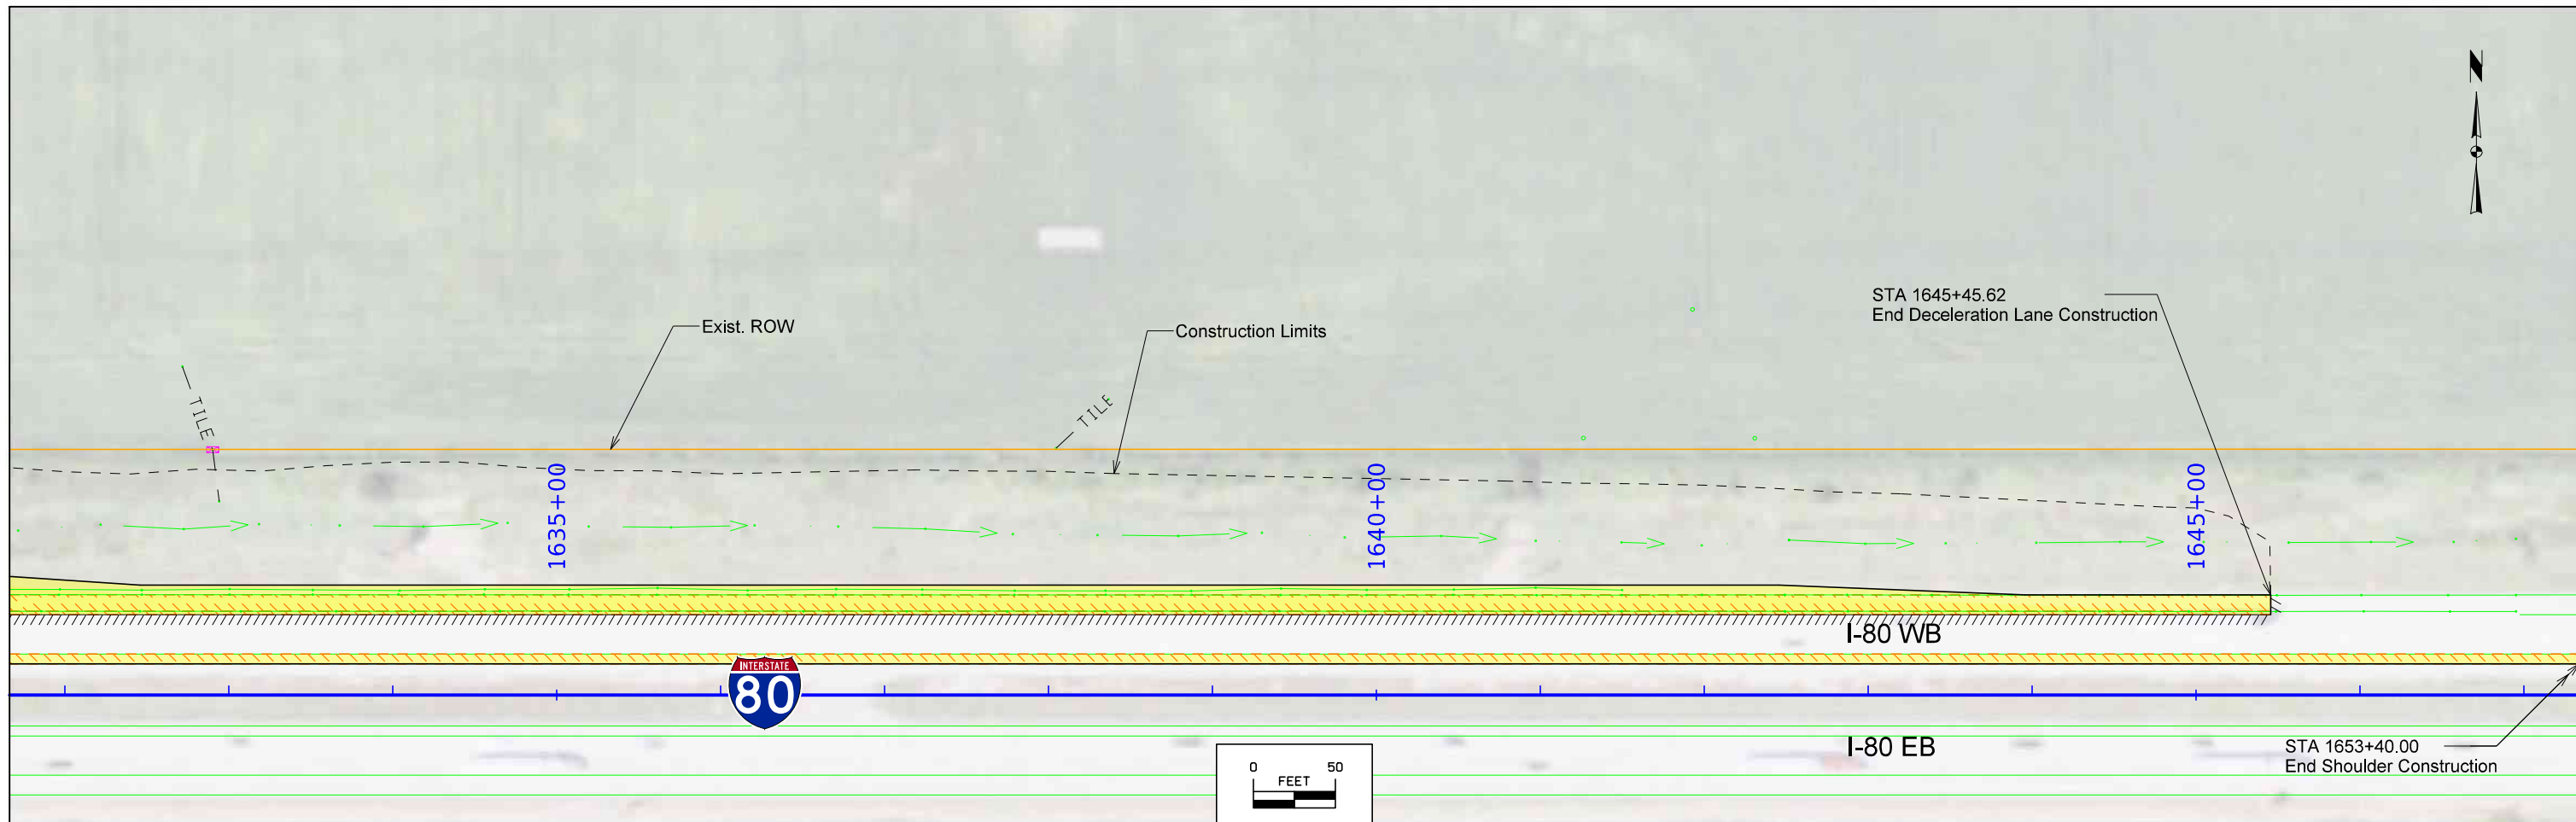 N
STA 1645+45.62
End Deceleration Lane Construction
Exist. ROW
Construction Limits
TILE
TILE
1635+00
1640+00
1645+00
I-80 WB
INTERSTATE
80
I-80 EB
STA 1653+40.00
End Shoulder Construction
0 50
FEET